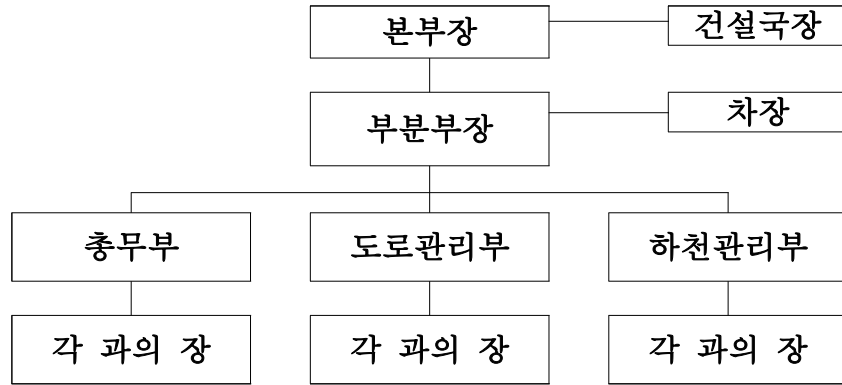 본부장
건설국장
부분부장
차장
총무부
도로관리부
하천관리부
각 과의 장
각 과의 장
각 과의 장